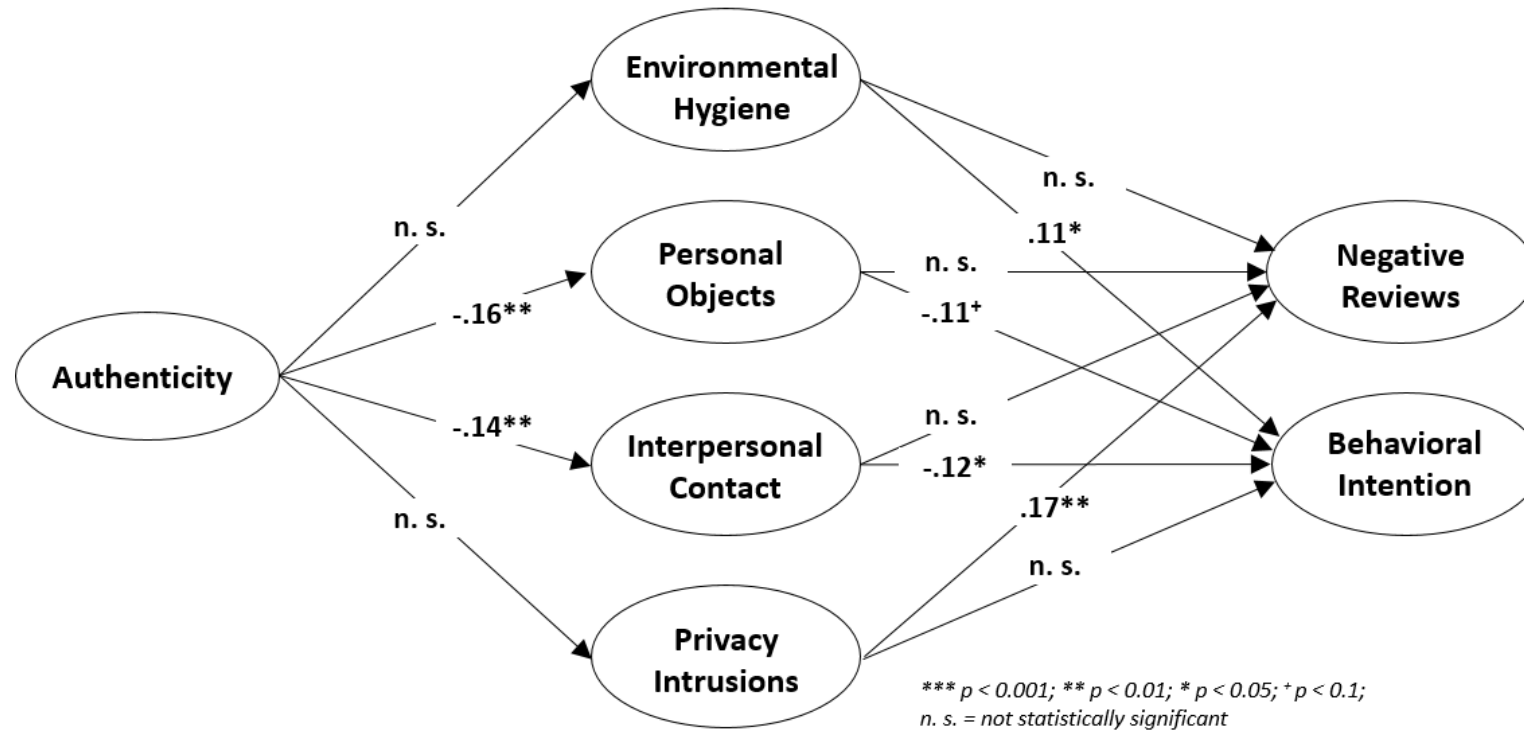 Environmental
Hygiene
n. s.
n. s.
.11*
Personal
Objects
n. s.
Negative
Reviews
-.16**
-.11⁺
Authenticity
-.14**
Interpersonal
Contact
n. s.
-.12*
Behavioral
Intention
n. s.
.17**
n. s.
Privacy
Intrusions
*** p < 0.001; ** p < 0.01; * p < 0.05; ⁺ p < 0.1;
n. s. = not statistically significant